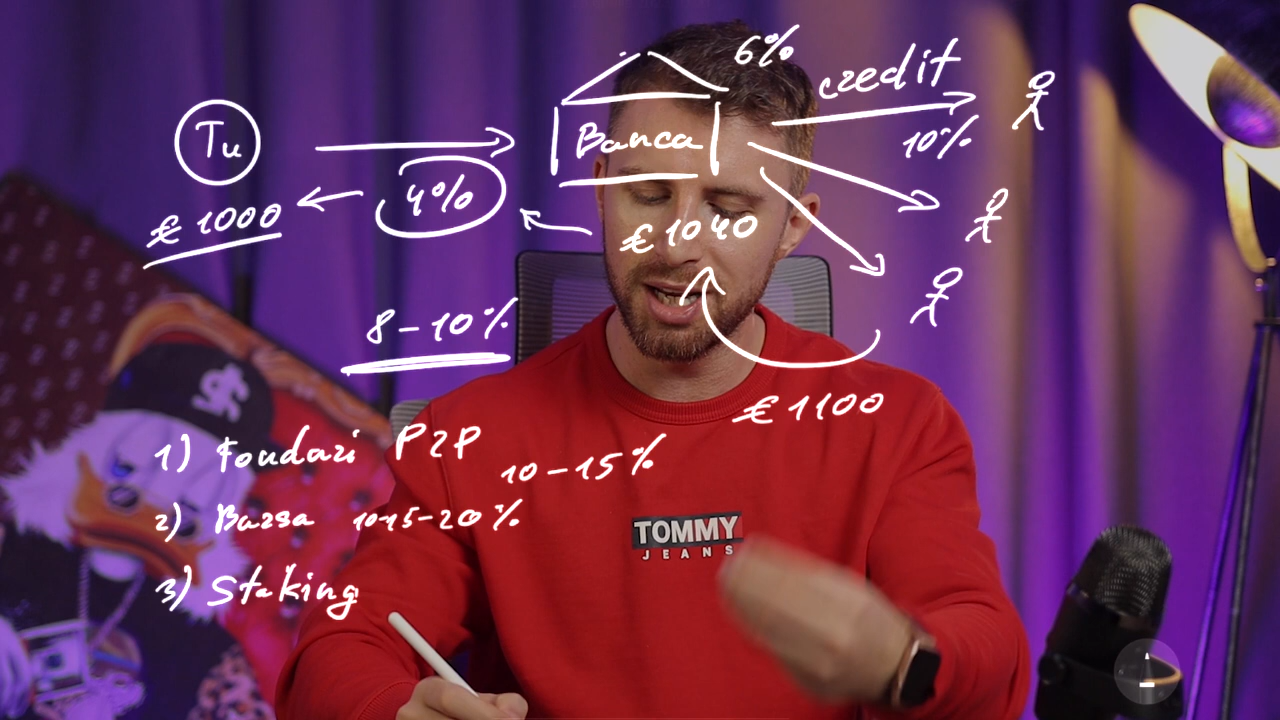 6%
credit
Tu
Banca
10%
4%
€ 1000
€ 1040
8-10%
€ 1100
1) Foudari P2P 10-15%
2) Bursa 10-15-20%
3) Staking
TOMMY
JEANS